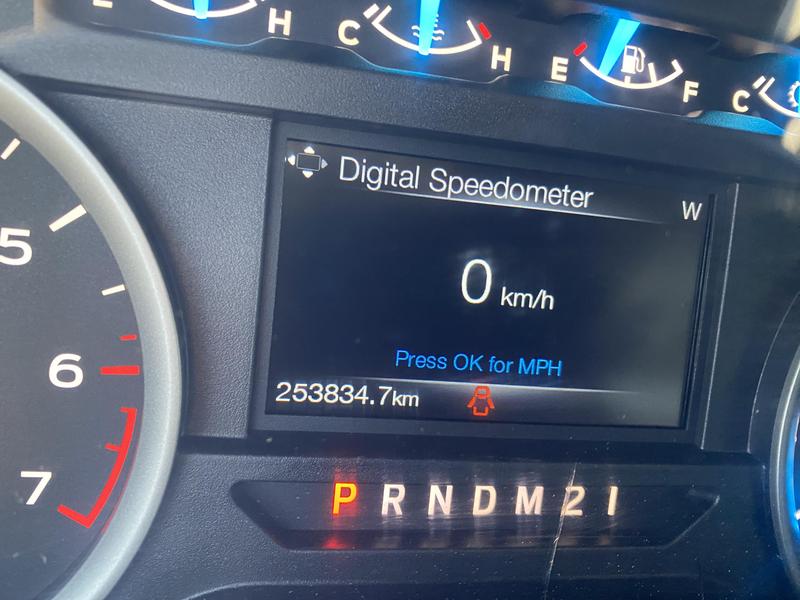 H
C H
E F
C
Digital Speedometer
W
5
0 km/h
Press OK for MPH
6
253834.7km
P R N D M 2 1
7